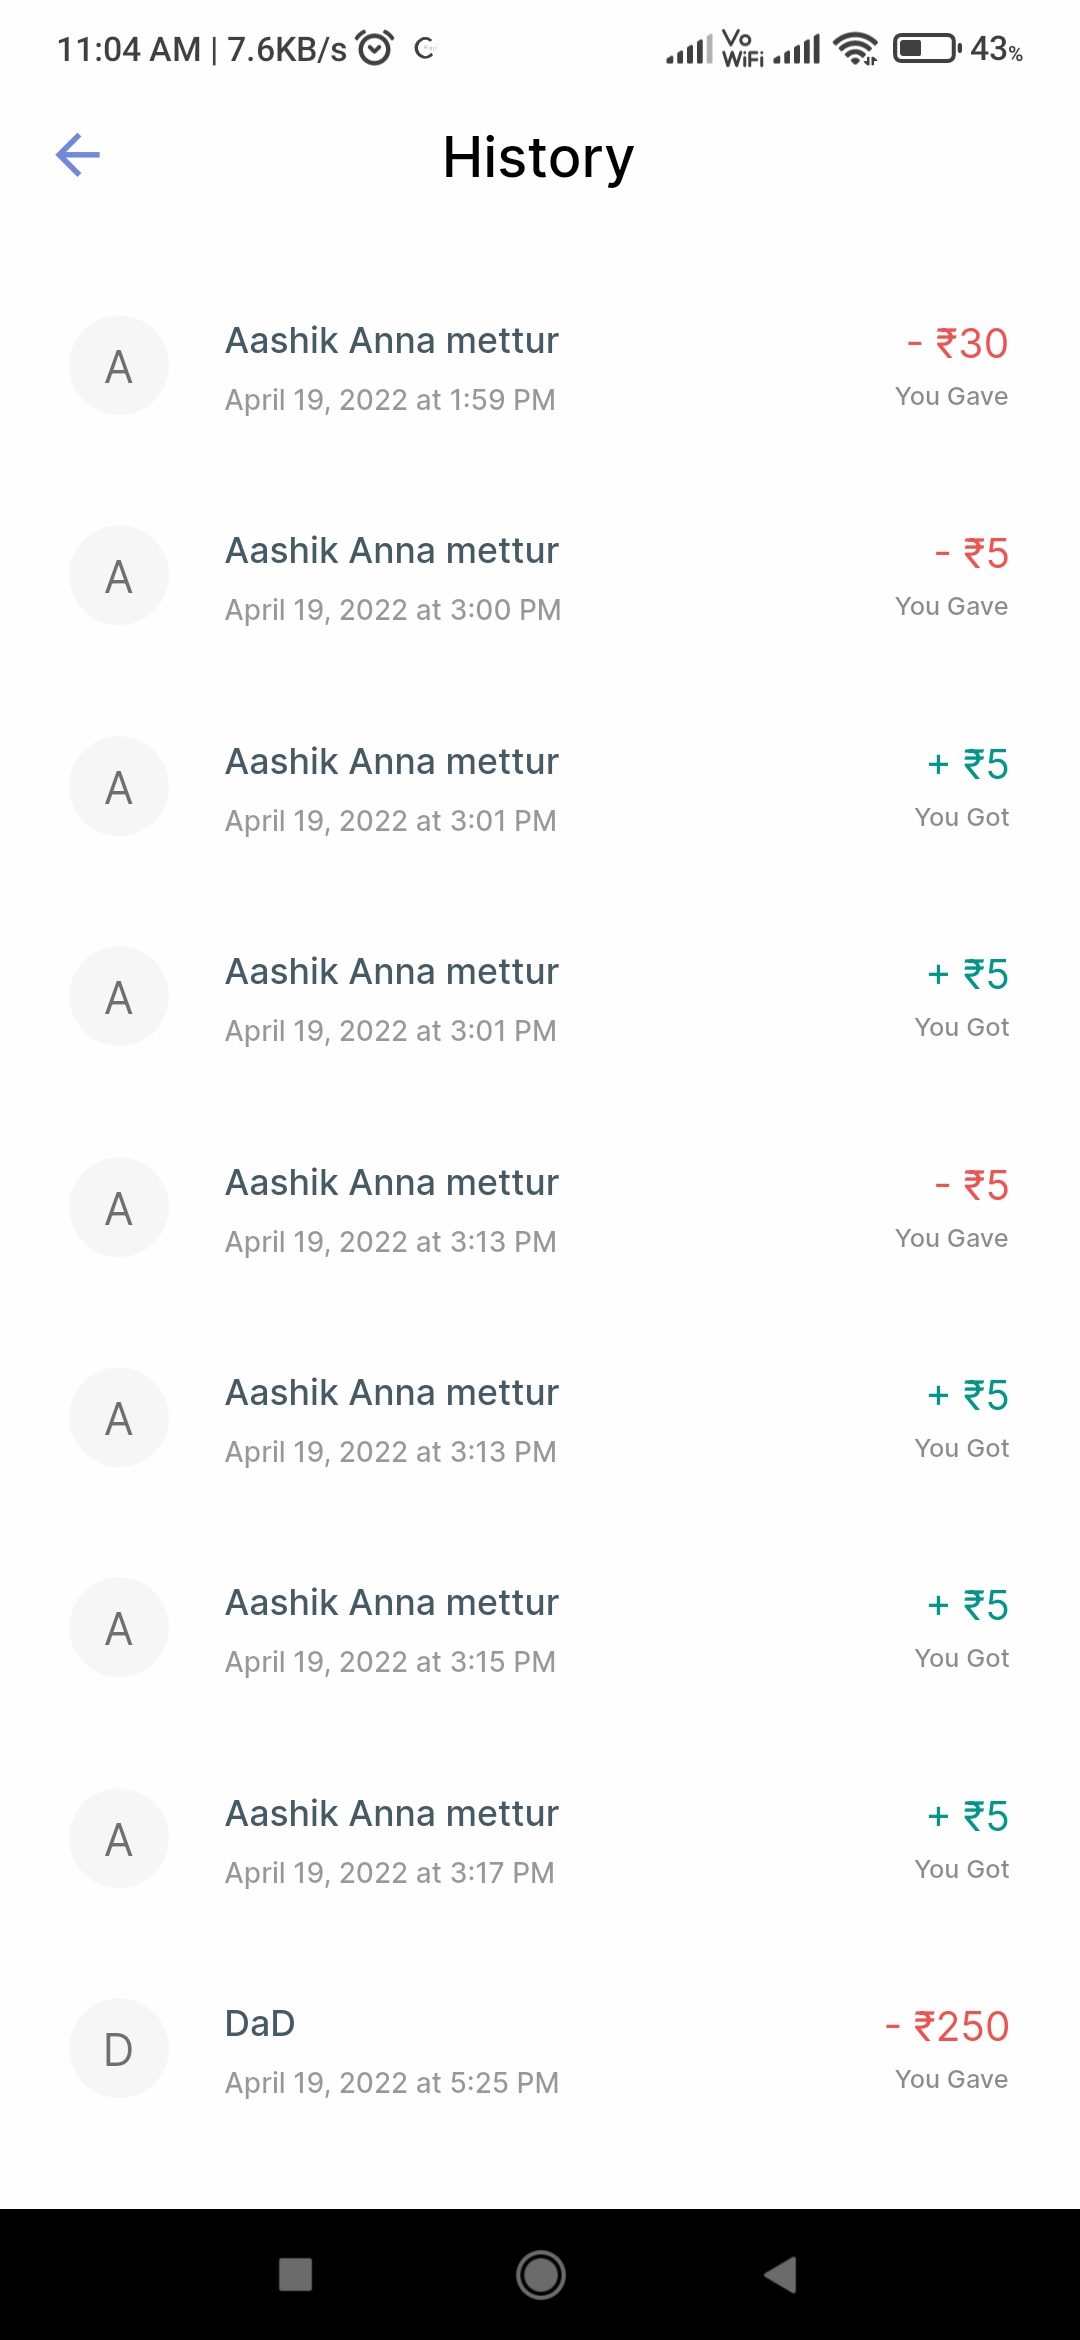 11:04 AM | 7.6KB/s Vo WiFi 43%
History
A Aashik Anna mettur - ₹30
April 19, 2022 at 1:59 PM You Gave
A Aashik Anna mettur - ₹5
April 19, 2022 at 3:00 PM You Gave
A Aashik Anna mettur + ₹5
April 19, 2022 at 3:01 PM You Got
A Aashik Anna mettur + ₹5
April 19, 2022 at 3:01 PM You Got
A Aashik Anna mettur - ₹5
April 19, 2022 at 3:13 PM You Gave
A Aashik Anna mettur + ₹5
April 19, 2022 at 3:13 PM You Got
A Aashik Anna mettur + ₹5
April 19, 2022 at 3:15 PM You Got
A Aashik Anna mettur + ₹5
April 19, 2022 at 3:17 PM You Got
D DaD - ₹250
April 19, 2022 at 5:25 PM You Gave